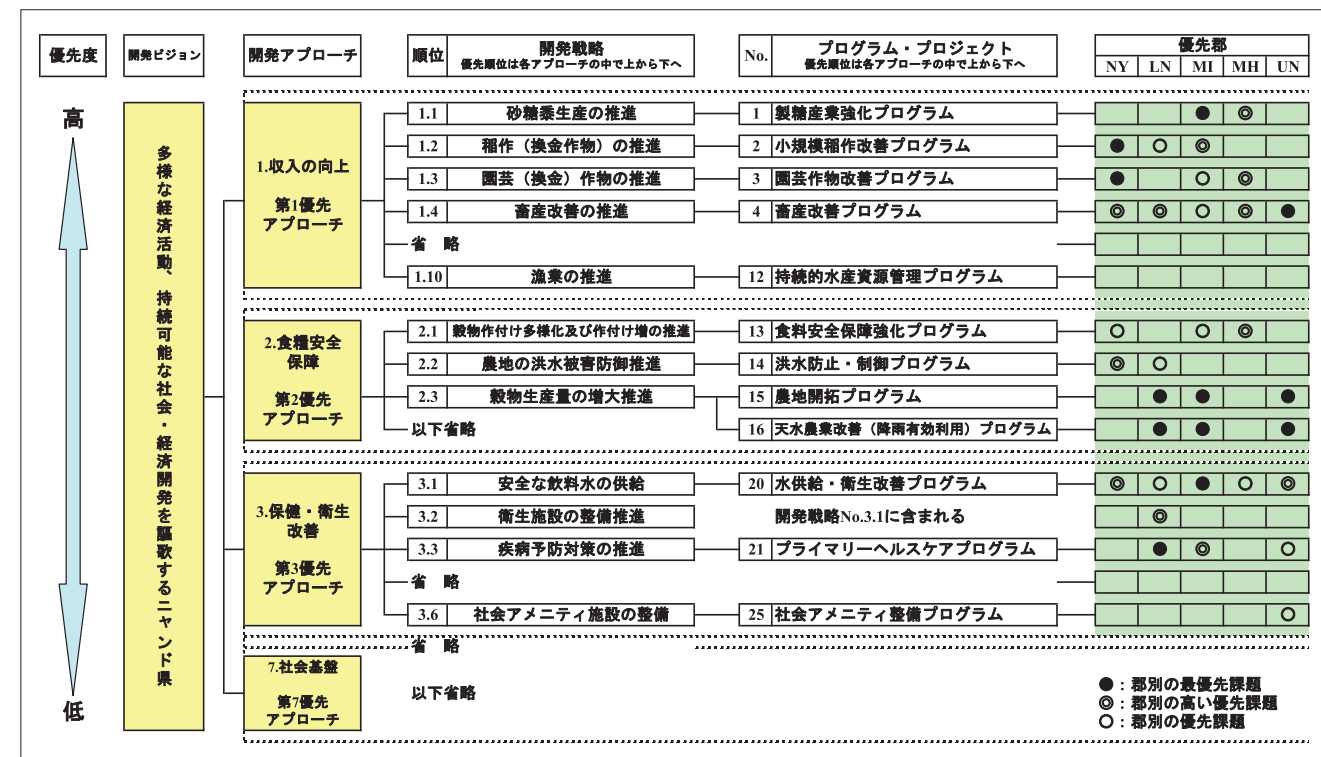 優先度 開発ビジョン 開発アプローチ 順位 開発戦略 No. プログラム・プロジェクト 優先郡
優先順位は各アプローチの中で上から下へ 優先順位は各アプローチの中で上から下へ NY LN MI MH UN
高
低
多様な経済活動、持続可能な社会・経済開発を謳歌するニャンド県
1.収入の向上
第1優先
アプローチ
1.1 砂糖黍生産の推進 1 製糖産業強化プログラム ● ◎
1.2 稲作(換金作物)の推進 2 小規模稲作改善プログラム ● ○ ◎
1.3 園芸(換金)作物の推進 3 園芸作物改善プログラム ● ○ ◎
1.4 畜産改善の推進 4 畜産改善プログラム ◎ ◎ ○ ◎ ●
省 略
1.10 漁業の推進 12 持続的水産資源管理プログラム
2.食糧安全
保障
第2優先
アプローチ
2.1 穀物作付け多様化及び作付け増の推進 13 食料安全保障強化プログラム ○ ○ ◎
2.2 農地の洪水被害防御推進 14 洪水防止・制御プログラム ◎ ○
2.3 穀物生産量の増大推進 15 農地開拓プログラム ● ● ●
以下省略 16 天水農業改善(降雨有効利用)プログラム ● ● ●
3.保健・衛生
改善
第3優先
アプローチ
3.1 安全な飲料水の供給 20 水供給・衛生改善プログラム ◎ ○ ● ○ ◎
3.2 衛生施設の整備推進 開発戦略No.3.1に含まれる ◎
3.3 疾病予防対策の推進 21 プライマリーヘルスケアプログラム ● ◎ ○
省 略
3.6 社会アメニティ施設の整備 25 社会アメニティ整備プログラム ○
省 略
7.社会基盤
第7優先
アプローチ
以下省略
●:郡別の最優先課題
◎:郡別の高い優先課題
○:郡別の優先課題